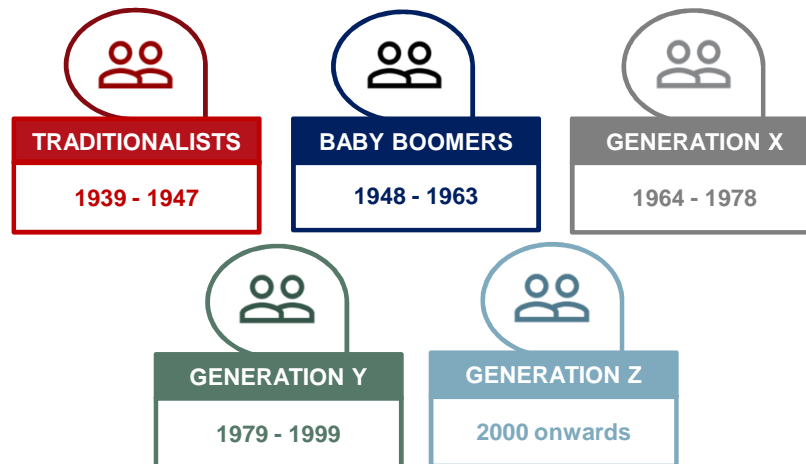 TRADITIONALISTS
1939 - 1947
BABY BOOMERS
1948 - 1963
GENERATION X
1964 - 1978
GENERATION Y
1979 - 1999
GENERATION Z
2000 onwards